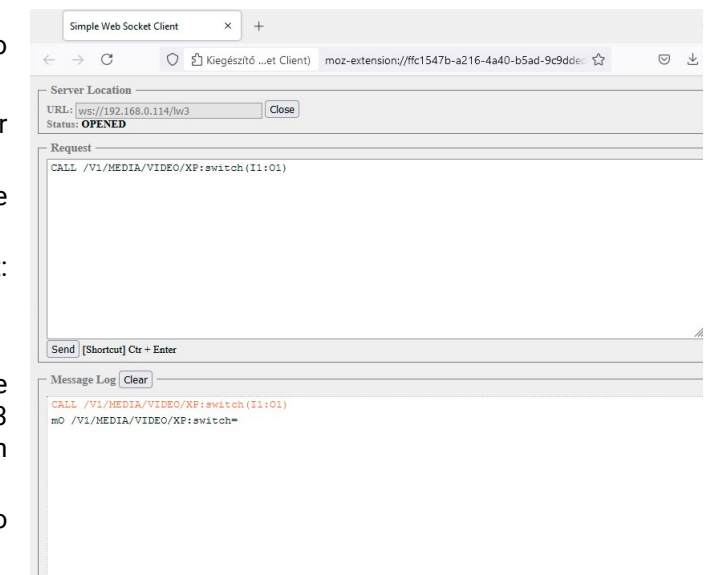 Simple Web Socket Client
Kiegészítő ...et Client) moz-extension://ffc1547b-a216-4a40-b5ad-9c9ddec
Server Location
URL: ws://192.168.0.114/lw3 Close
Status: OPENED
Request
CALL /V1/MEDIA/VIDEO/XP:switch(I1:O1)
Send [Shortcut] Ctr + Enter
Message Log Clear
CALL /V1/MEDIA/VIDEO/XP:switch(I1:O1)
mO /V1/MEDIA/VIDEO/XP:switch=